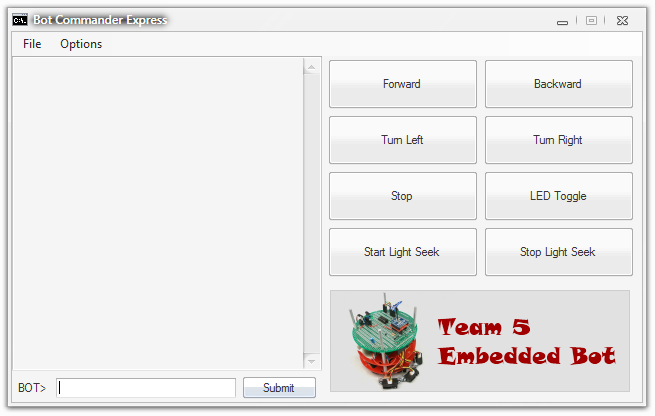 Bot Commander Express
File Options
Forward Backward
Turn Left Turn Right
Stop LED Toggle
Start Light Seek Stop Light Seek
Team 5
Embedded Bot
BOT> Submit